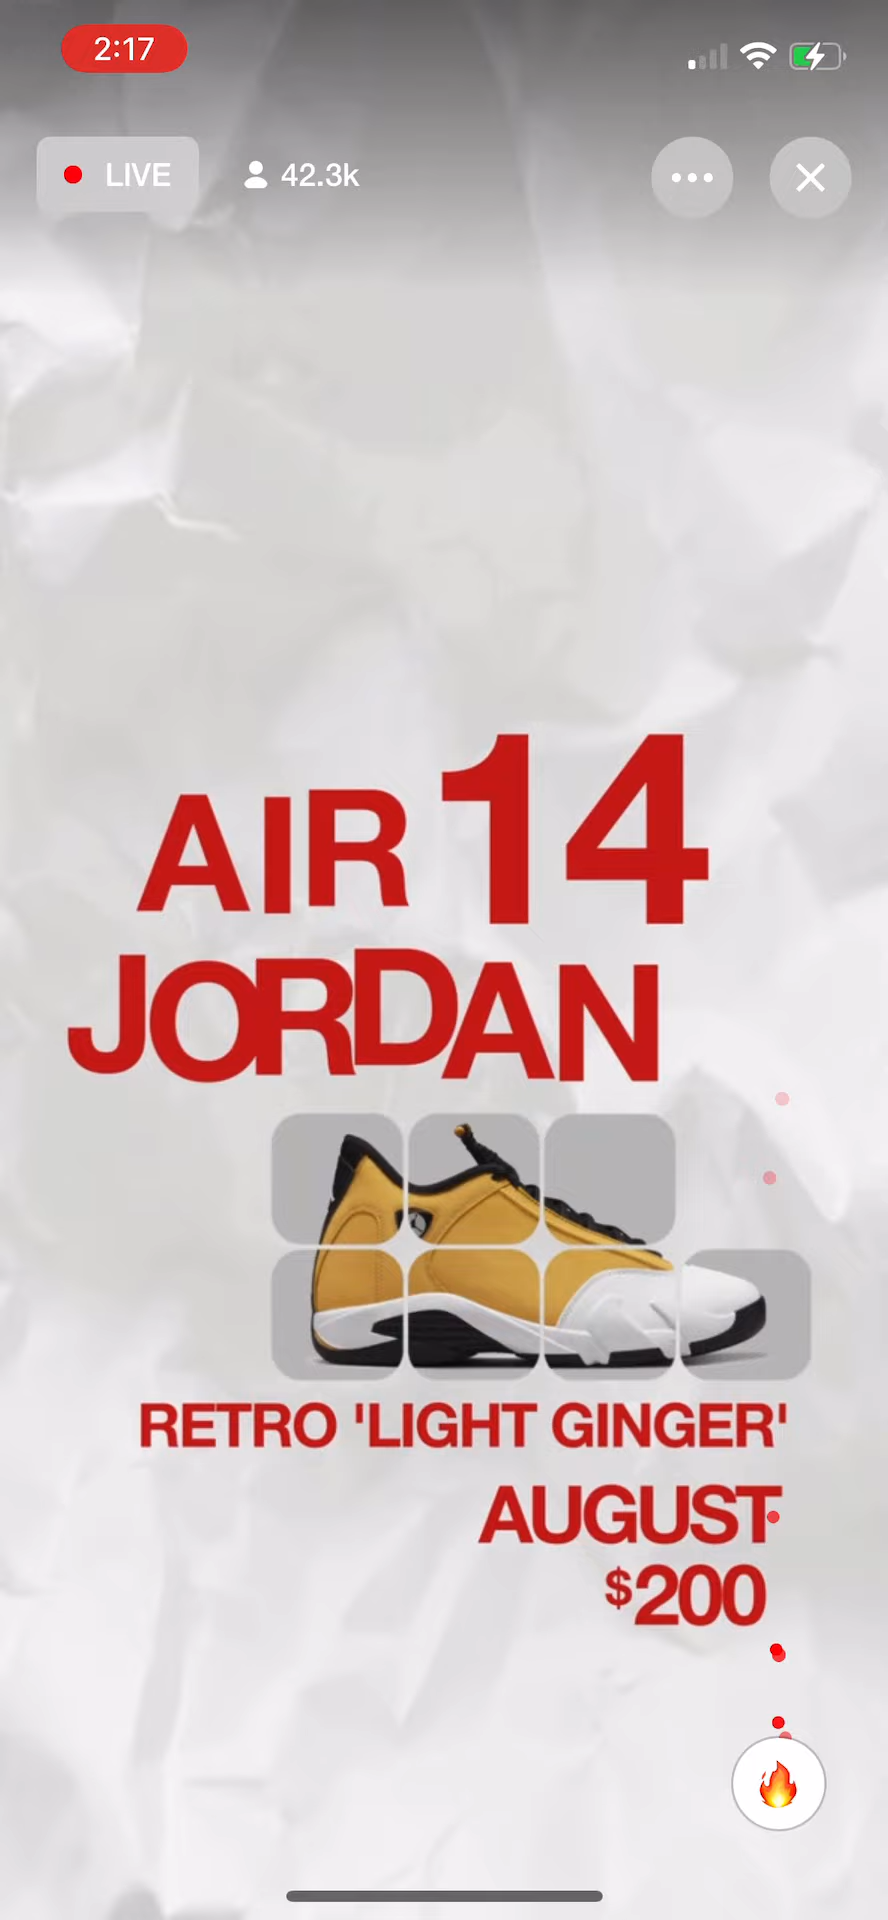 2:17
LIVE 42.3k
AIR 14
JORDAN
RETRO 'LIGHT GINGER'
AUGUST
$200